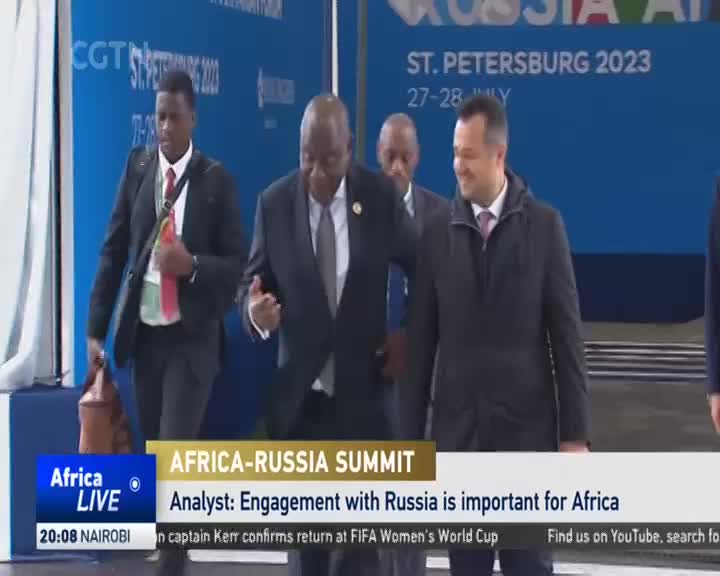 CGTN
RUSSIA
ST. PETERSBURG 2023
27-28 JULY
ST. PETERSBURG 2023
AFRICA-RUSSIA SUMMIT
Analyst: Engagement with Russia is important for Africa
Africa
LIVE
20:08 NAIROBI
captain Kerr confirms return at FIFA Women's World Cup
Find us on YouTube, search fo